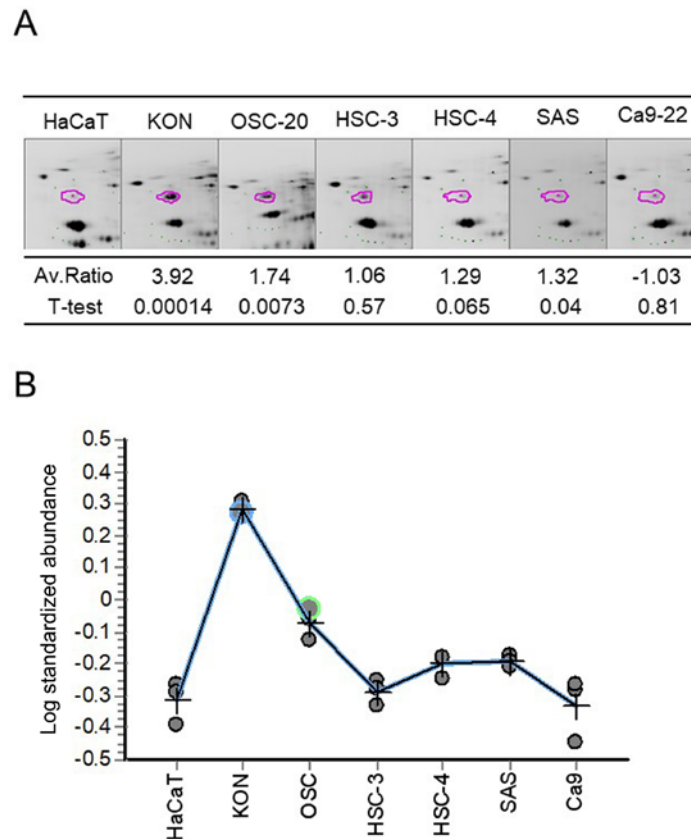 A
HaCaT KON OSC-20 HSC-3 HSC-4 SAS Ca9-22
Av.Ratio 3.92 1.74 1.06 1.29 1.32 -1.03
T-test 0.00014 0.0073 0.57 0.065 0.04 0.81
B
Log standardized abundance
0.5
0.4
0.3
0.2
0.1
0
-0.1
-0.2
-0.3
-0.4
-0.5
HaCaT KON OSC HSC-3 HSC-4 SAS Ca9